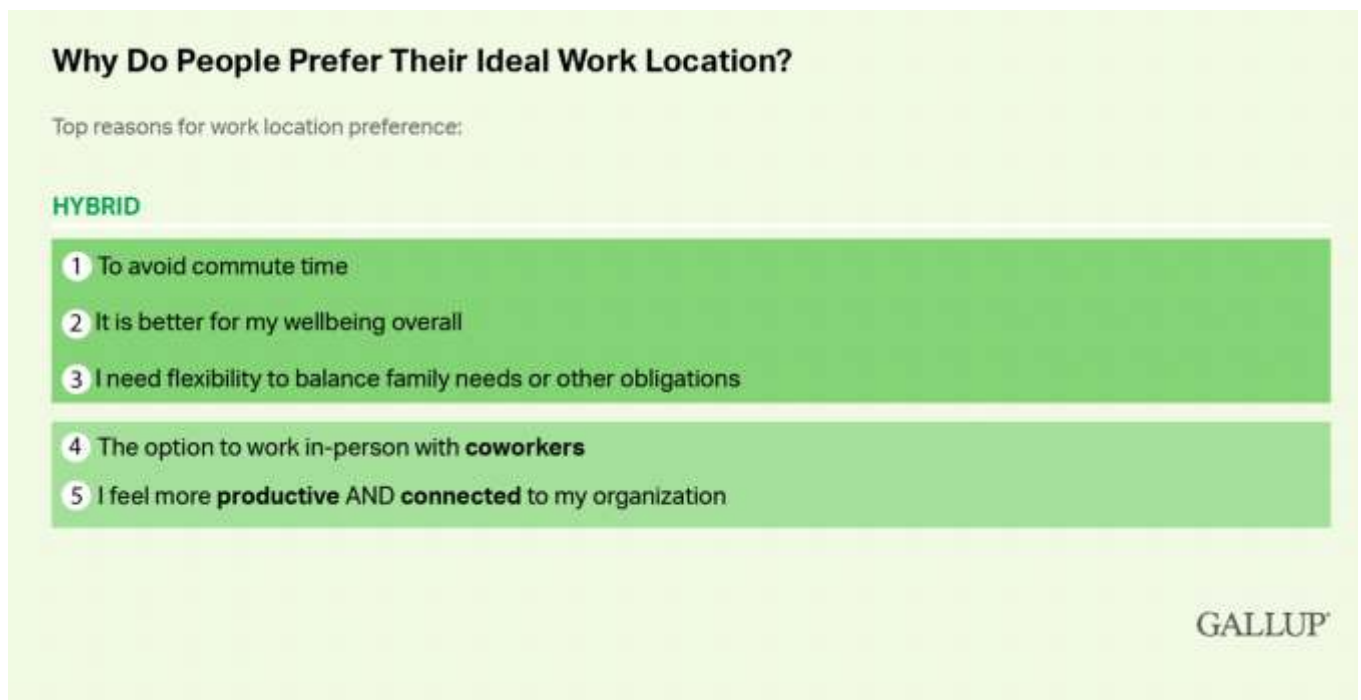 Why Do People Prefer Their Ideal Work Location?
Top reasons for work location preference:
HYBRID
1 To avoid commute time
2 It is better for my wellbeing overall
3 I need flexibility to balance family needs or other obligations
4 The option to work in-person with coworkers
5 I feel more productive AND connected to my organization
GALLUP®